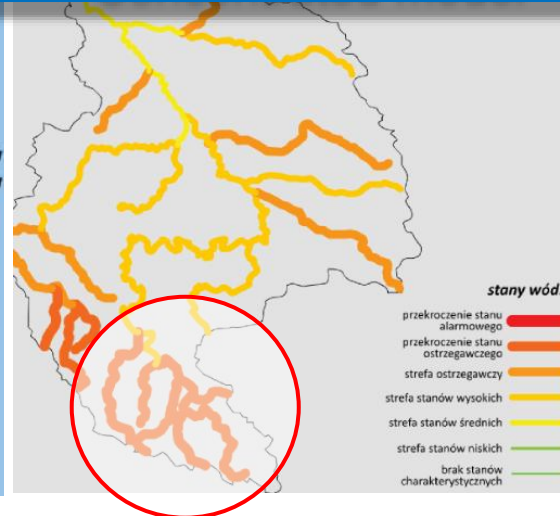 stany wód
przekroczenie stanu
alarmowego
przekroczenie stanu
ostrzegawczego
strefa ostrzegawczy
strefa stanów wysokich
strefa stanów średnich
strefa stanów niskich
brak stanów
charakterystycznych